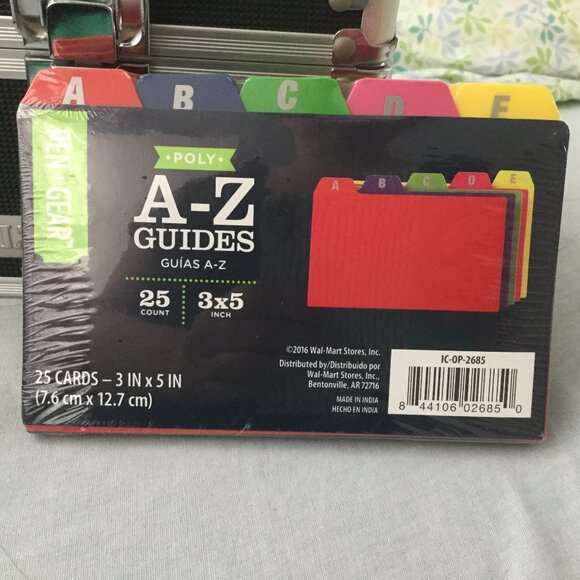 A B C D E
PEN+GEAR
•POLY•
A-Z
GUIDES
GUÍAS A-Z
25 COUNT
3x5 INCH
25 CARDS – 3 IN x 5 IN
(7.6 cm x 12.7 cm)
A B C D E
©2016 Wal-Mart Stores, Inc.
Distributed by/Distribuido por
Wal-Mart Stores, Inc.,
Bentonville, AR 72716
MADE IN INDIA
HECHO EN INDIA
IC-OP-2685
8 44106 02685 0